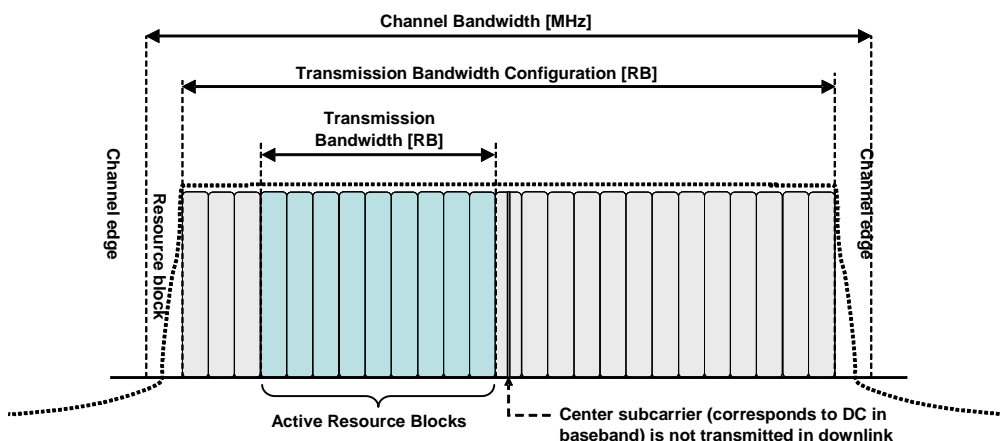 Channel Bandwidth [MHz]
Transmission Bandwidth Configuration [RB]
Transmission
Bandwidth [RB]
Channel edge
Resource block
Channel edge
Active Resource Blocks
Center subcarrier (corresponds to DC in
baseband) is not transmitted in downlink